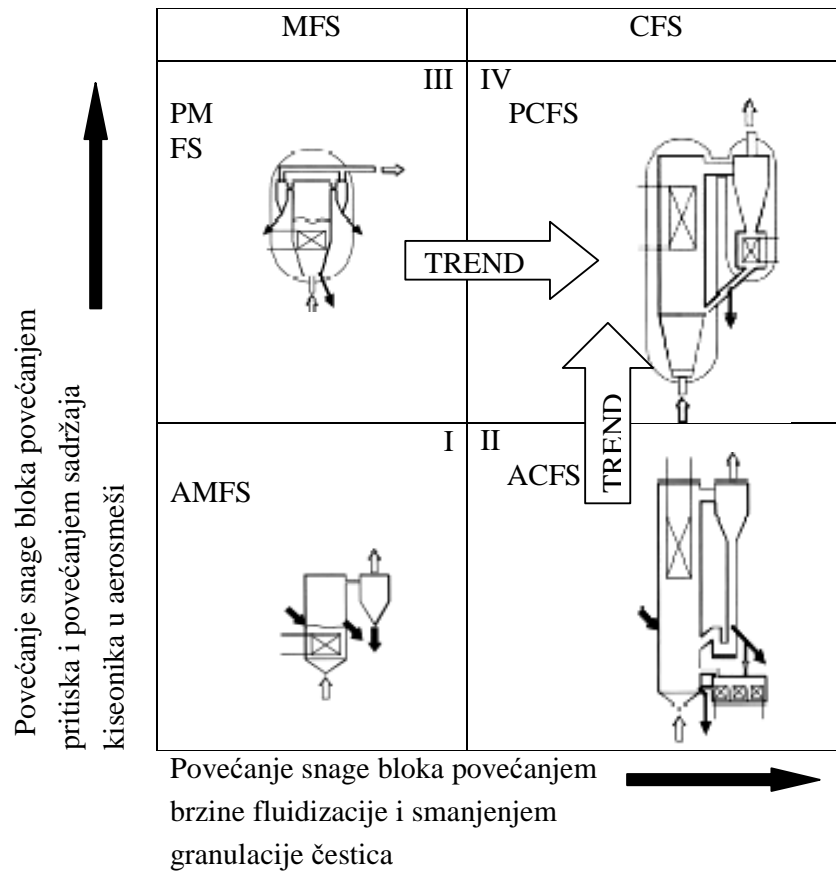 MFS
CFS
III
PM
FS
IV
PCFS
TREND
I
AMFS
II
ACFS
TREND
Povećanje snage bloka povećanjem
pritiska i povećanjem sadržaja
kiseonika u aerosmeši
Povećanje snage bloka povećanjem
brzine fluidizacije i smanjenjem
granulacije čestica